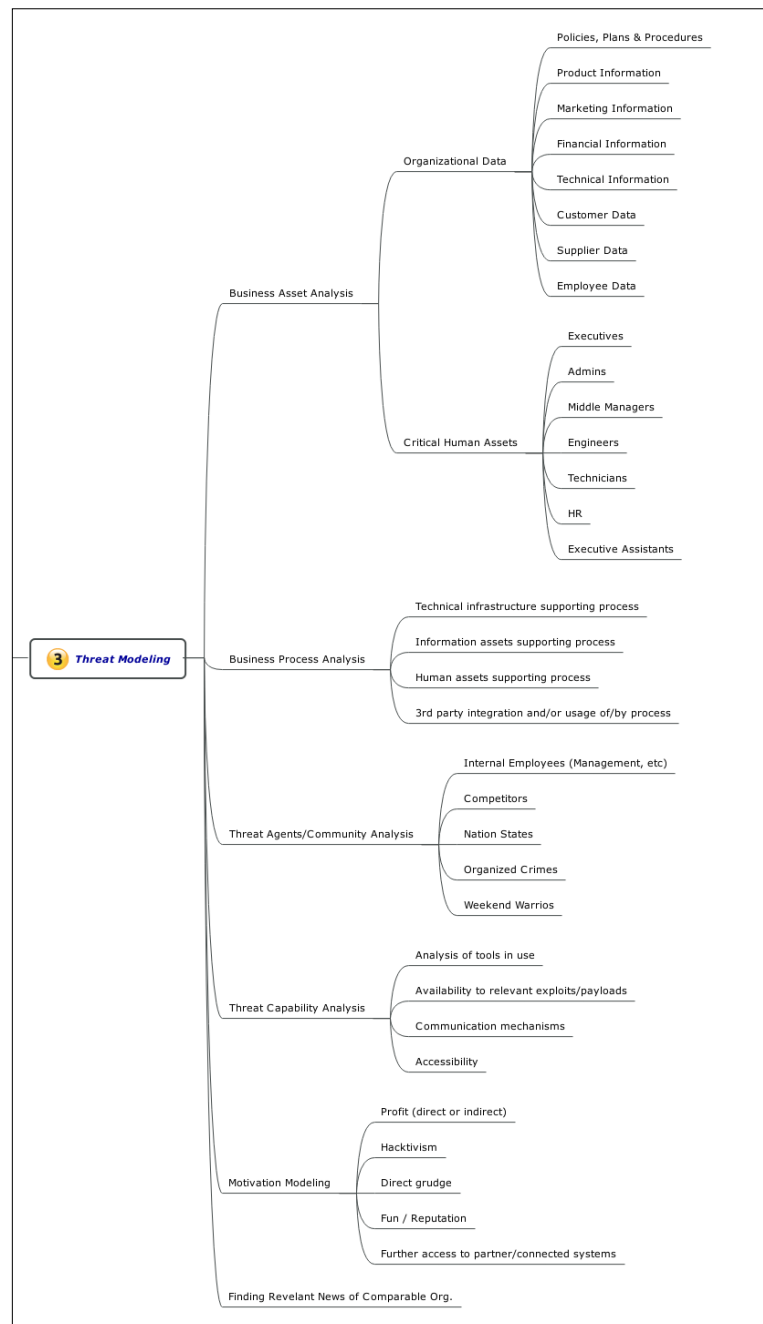 Policies, Plans & Procedures
Product Information
Marketing Information
Financial Information
Organizational Data
Technical Information
Customer Data
Supplier Data
Employee Data
Business Asset Analysis
Executives
Admins
Middle Managers
Critical Human Assets
Engineers
Technicians
HR
Executive Assistants
Technical infrastructure supporting process
Information assets supporting process
3 Threat Modeling
Business Process Analysis
Human assets supporting process
3rd party integration and/or usage of/by process
Internal Employees (Management, etc)
Competitors
Threat Agents/Community Analysis
Nation States
Organized Crimes
Weekend Warrios
Analysis of tools in use
Availability to relevant exploits/payloads
Threat Capability Analysis
Communication mechanisms
Accessibility
Profit (direct or indirect)
Hacktivism
Motivation Modeling
Direct grudge
Fun / Reputation
Further access to partner/connected systems
Finding Revelant News of Comparable Org.